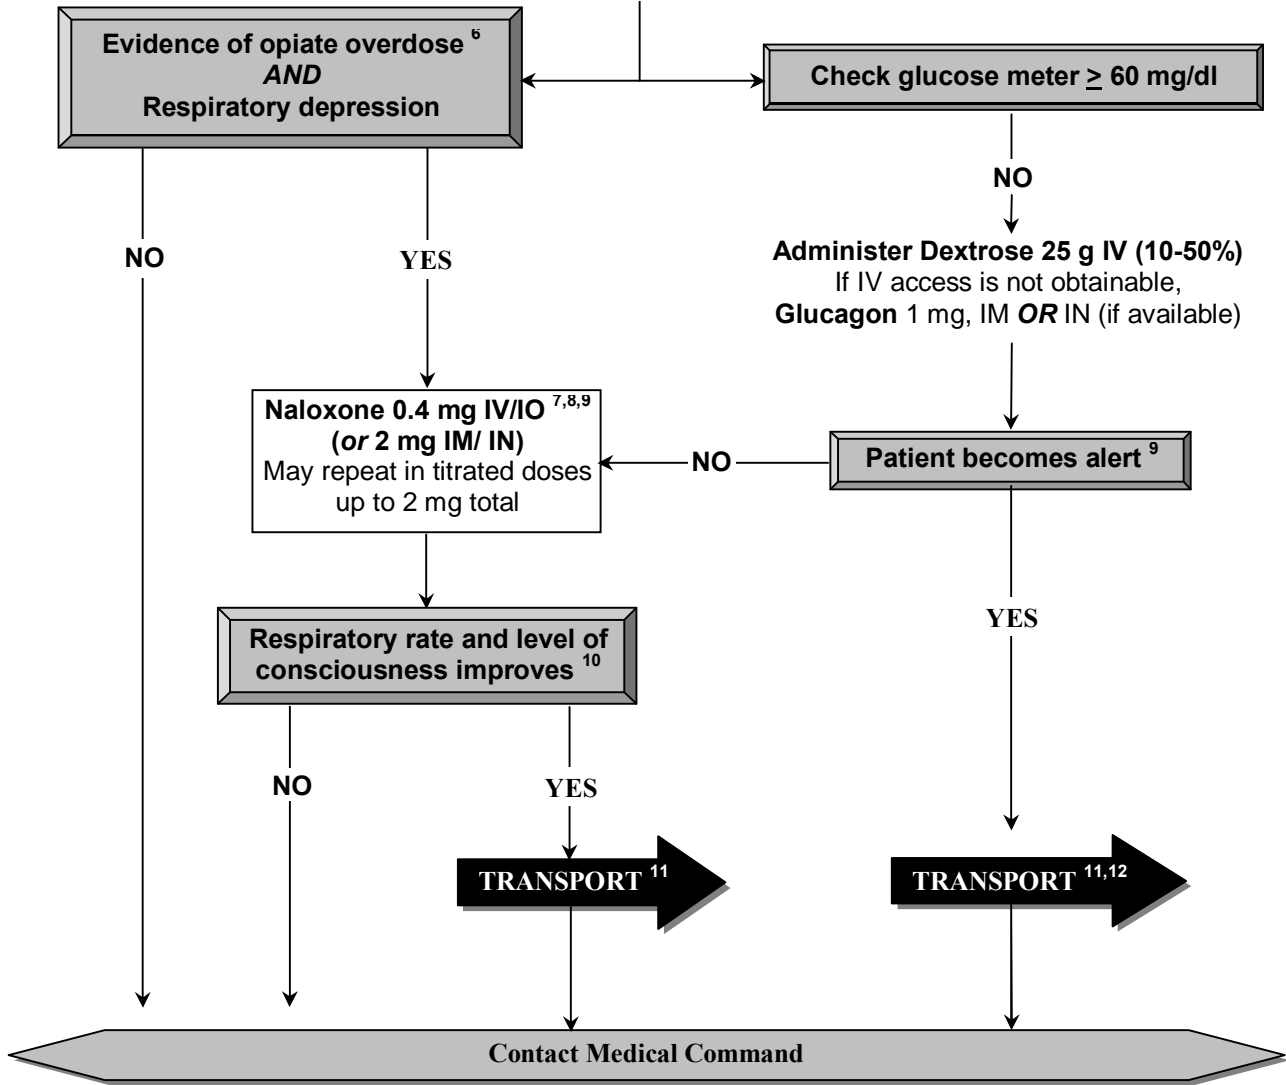 Evidence of opiate overdose 6
AND
Respiratory depression
Check glucose meter ≥ 60 mg/dl
NO
NO
YES
Administer Dextrose 25 g IV (10-50%)
If IV access is not obtainable,
Glucagon 1 mg, IM OR IN (if available)
Naloxone 0.4 mg IV/IO 7,8,9
(or 2 mg IM/ IN)
May repeat in titrated doses
up to 2 mg total
NO
Patient becomes alert 9
Respiratory rate and level of
consciousness improves 10
YES
NO
YES
TRANSPORT 11
TRANSPORT 11,12
Contact Medical Command